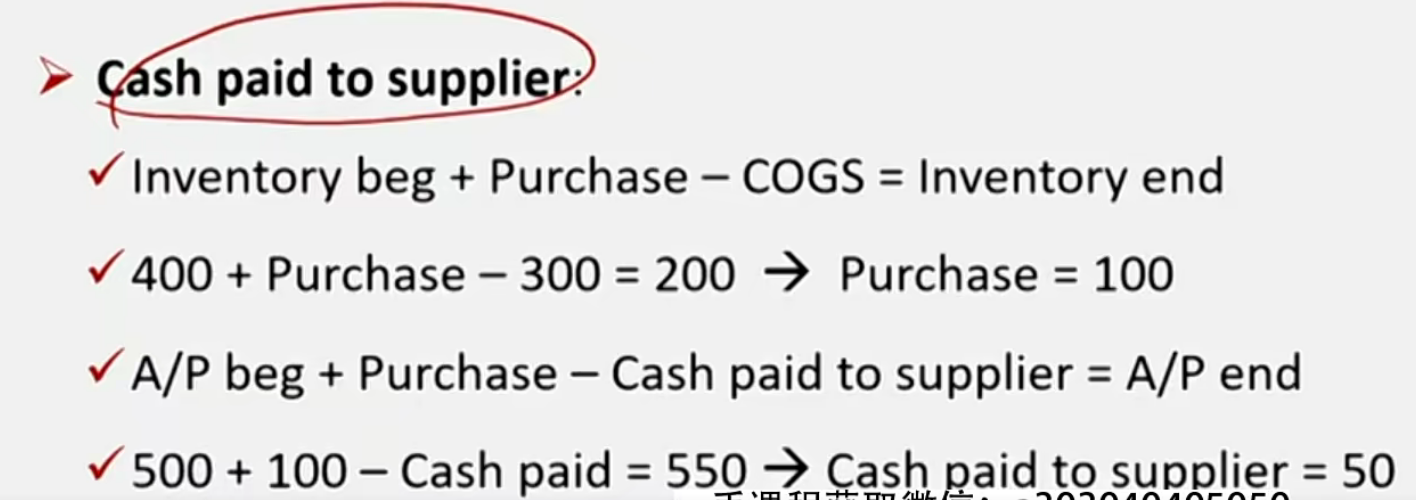 Cash paid to supplier:
Inventory beg + Purchase – COGS = Inventory end
400 + Purchase – 300 = 200 → Purchase = 100
A/P beg + Purchase – Cash paid to supplier = A/P end
500 + 100 – Cash paid = 550 → Cash paid to supplier = 50